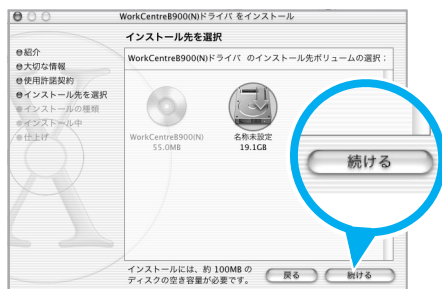 WorkCentreB900(N)ドライバ をインストール
インストール先を選択
紹介
大切な情報
使用許諾契約
インストール先を選択
インストールの種類
インストール中
仕上げ
WorkCentreB900(N)ドライバ のインストール先ボリュームの選択：
WorkCentreB900(N)
55.0MB
名称未設定
19.1GB
続ける
インストールには、約 100MB の
ディスクの空き容量が必要です。
戻る
続ける